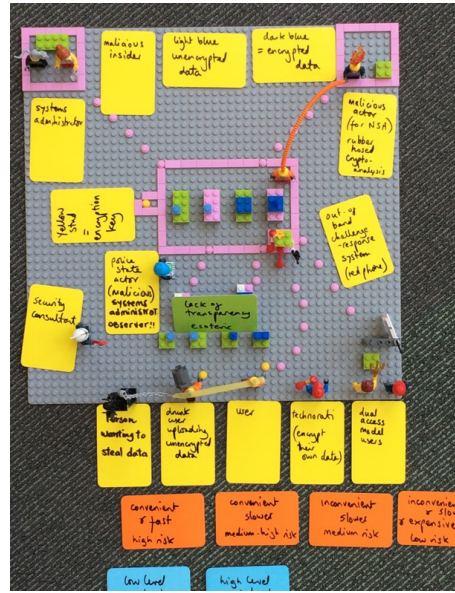 malicious
insider
light blue
unencrypted
data
dark blue
= encrypted
data
systems
administrator
malicious
actor
(for NSA)
rubber
hosed
crypto-
analysis
yellow
stud
=
encryption
key
out-of
band
challenge
-response
system
(red phone)
police
state
actor
(malicious)
systems
administrat
observer!!
lack of
transparency
esoteric
security
consultant
Person
wanting to
steal data
drunk
user
uploading
unencrypted
data
user
technorati
(encrypt
their
own data)
dual
access
model
users
convenient
& fast
high risk
convenient
slower
medium-high risk
inconvenient
slower
medium risk
inconvenien
& slow
& expensive
low risk
low level
high level